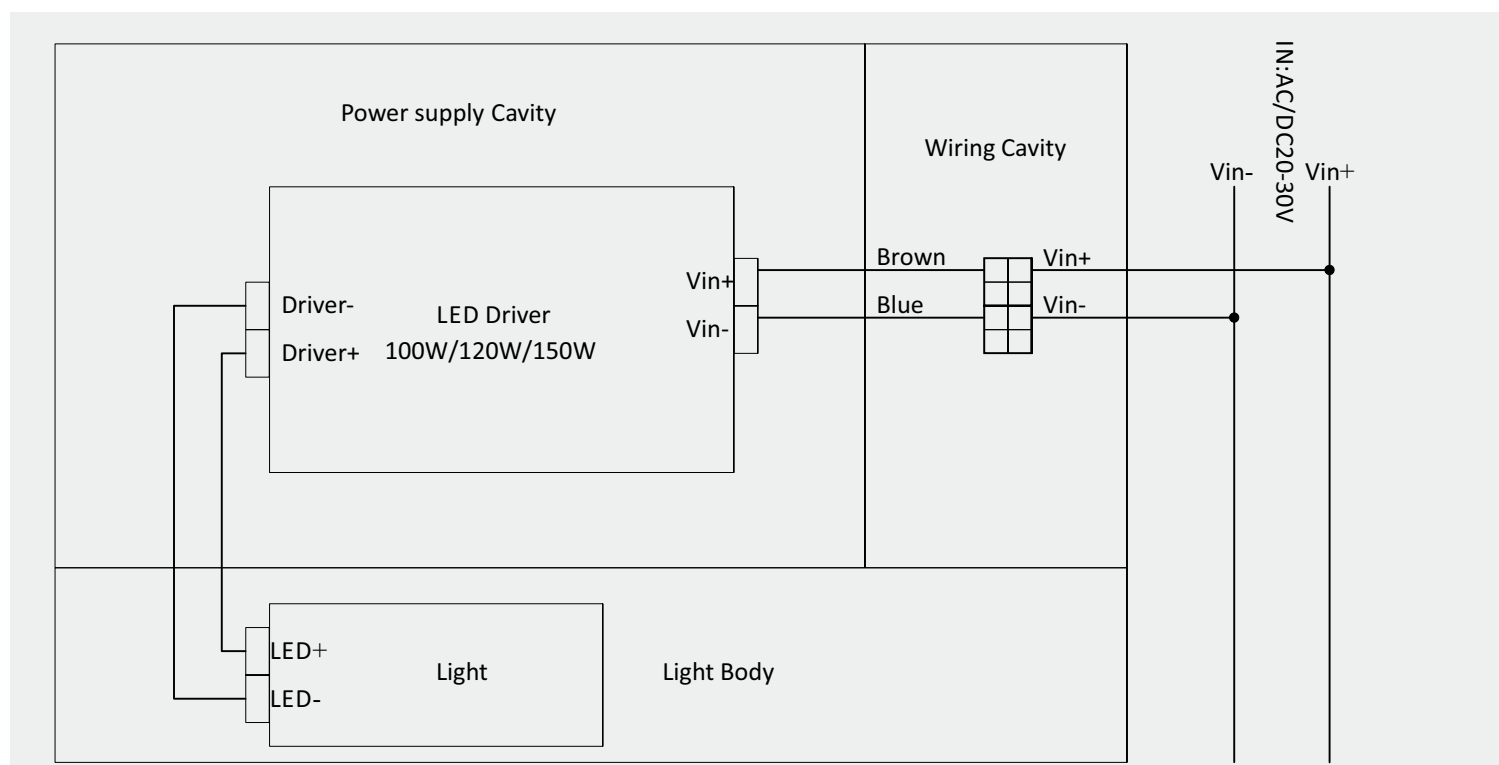 Power supply Cavity
Wiring Cavity
IN:AC/DC20-30V
Vin-
Vin+
Brown
Vin+
Vin+
Blue
Vin-
Vin-
Driver-
LED Driver
Driver+
100W/120W/150W
LED+
Light
Light Body
LED-